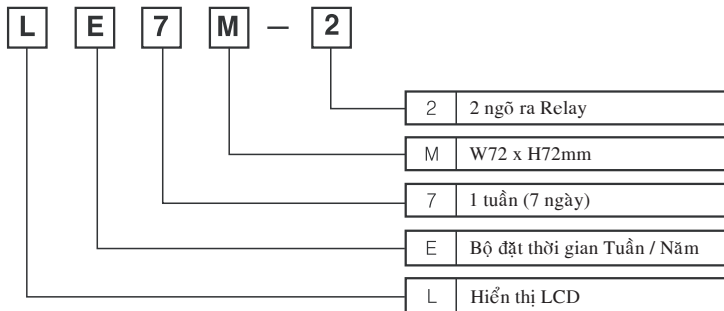 L E 7 M – 2
2 2 ngõ ra Relay
M W72 x H72mm
7 1 tuần (7 ngày)
E Bộ đặt thời gian Tuần / Năm
L Hiển thị LCD